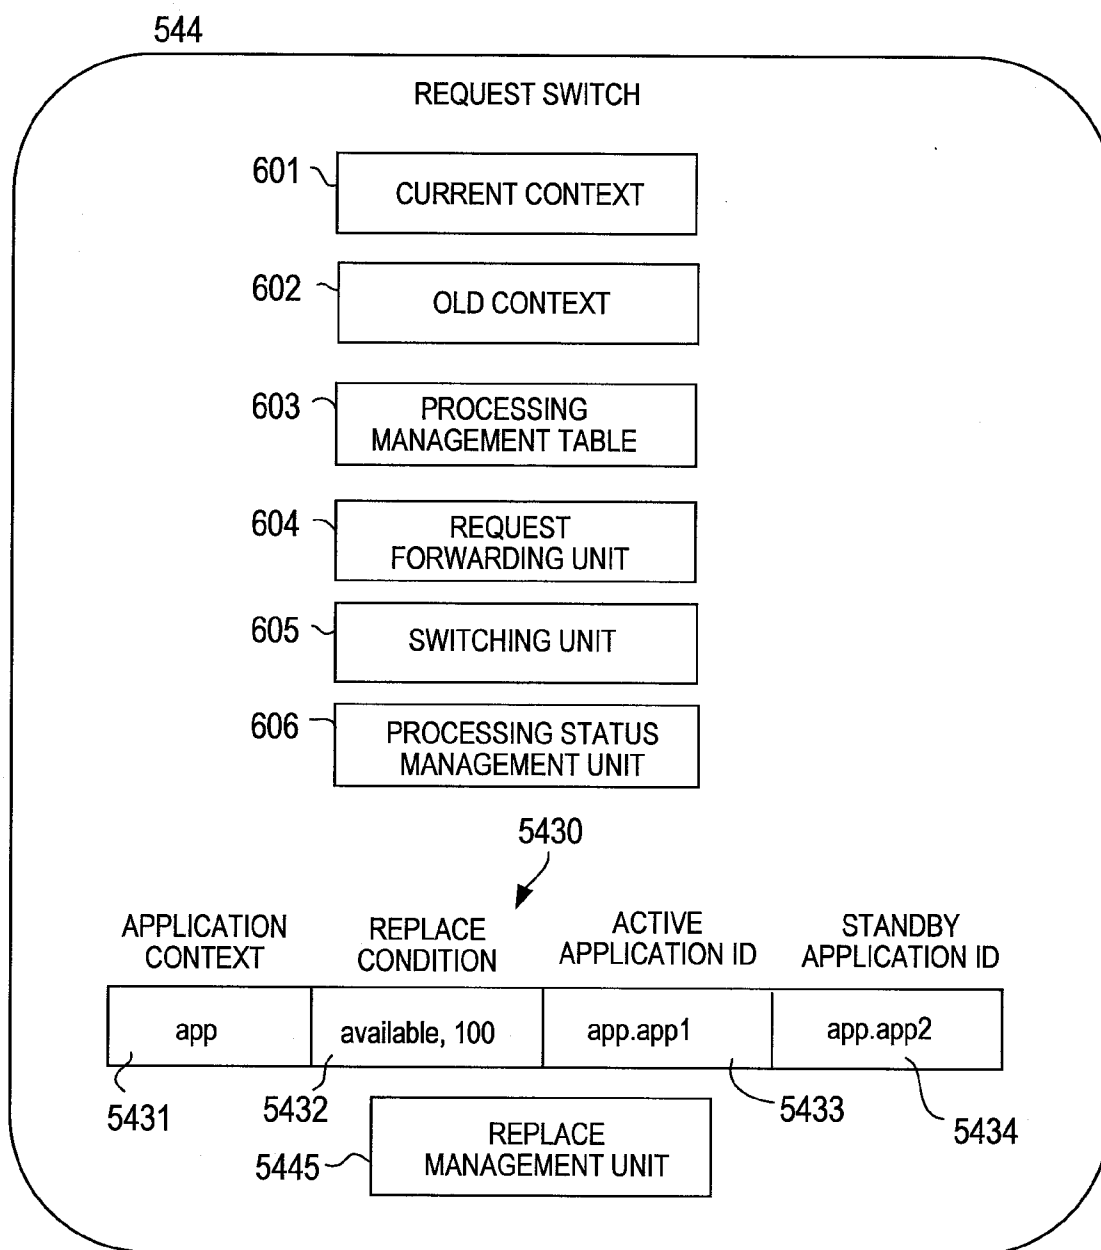 544
REQUEST SWITCH
601
CURRENT CONTEXT
602
OLD CONTEXT
603
PROCESSING
MANAGEMENT TABLE
604
REQUEST
FORWARDING UNIT
605
SWITCHING UNIT
606
PROCESSING STATUS
MANAGEMENT UNIT
5430
APPLICATION
CONTEXT
REPLACE
CONDITION
ACTIVE
APPLICATION ID
STANDBY
APPLICATION ID
app
available, 100
app.app1
app.app2
5431
5432
5433
5434
5445
REPLACE
MANAGEMENT UNIT